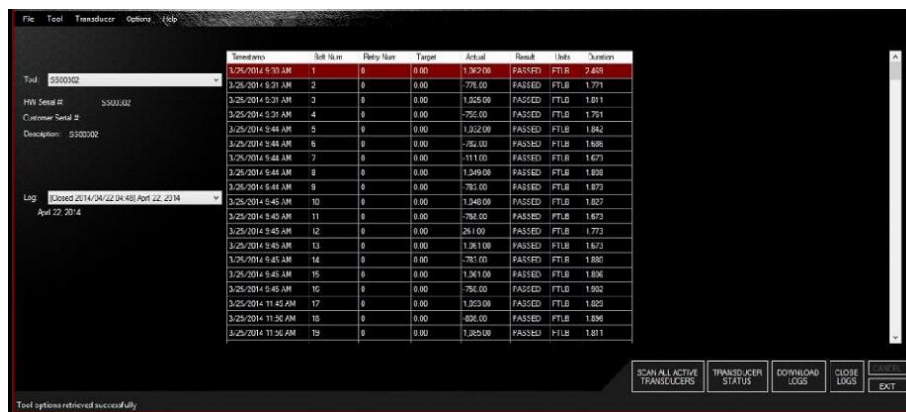 File Tool Transducer Options Help
Timestamp Bolt Num Retry Num Target Actual Result Units Duration
3/25/2014 9:30 AM 1 0 0.00 1,082.00 PASSED FTLB 2.469
Tool: SS00302
3/25/2014 9:31 AM 2 0 0.00 -776.00 PASSED FTLB 1.771
HW Serial #: SS00302
3/25/2014 9:31 AM 3 0 0.00 1,025.00 PASSED FTLB 1.811
Customer Serial #:
3/25/2014 9:31 AM 4 0 0.00 -755.00 PASSED FTLB 1.791
Description: SS00302
3/25/2014 9:44 AM 5 0 0.00 1,032.00 PASSED FTLB 1.842
3/25/2014 9:44 AM 6 0 0.00 -782.00 PASSED FTLB 1.686
3/25/2014 9:44 AM 7 0 0.00 -111.00 PASSED FTLB 1.673
3/25/2014 9:44 AM 8 0 0.00 1,049.00 PASSED FTLB
3/25/2014 9:44 AM 9 0 0.00 -783.00 PASSED FTLB 1.873
Log: [Closed 2014/04/22 04:48] April 22, 2014
3/25/2014 9:45 AM 10 0 0.00 1,048.00 PASSED FTLB 1.827
April 22, 2014
3/25/2014 9:45 AM 11 0 0.00 -768.00 PASSED FTLB 1.673
3/25/2014 9:45 AM 12 0 0.00 261.00 PASSED FTLB 1.773
3/25/2014 9:45 AM 13 0 0.00 1,061.00 PASSED FTLB 1.673
3/25/2014 9:45 AM 14 0 0.00 -783.00 PASSED FTLB 1.880
3/25/2014 9:45 AM 15 0 0.00 1,061.00 PASSED FTLB
3/25/2014 9:45 AM 16 0 0.00 -758.00 PASSED FTLB 1.902
3/25/2014 11:45 AM 17 0 0.00 PASSED FTLB 1.829
3/25/2014 11:50 AM 18 0 0.00 -808.00 PASSED FTLB 1.896
3/25/2014 11:50 AM 19 0 0.00 1,085.00 PASSED FTLB 1.811
SCAN ALL ACTIVE TRANSDUCERS
TRANSDUCER STATUS
DOWNLOAD LOGS
CLOSE LOGS
CANCEL
EXIT
Tool options retrieved successfully